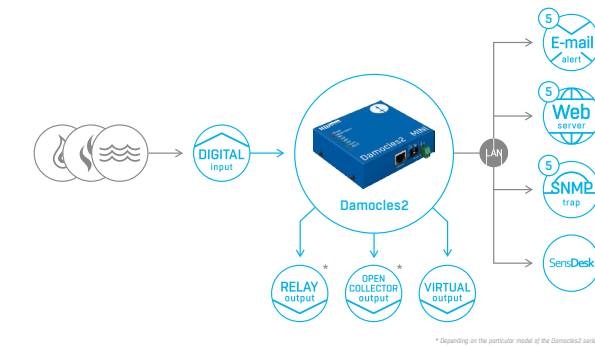 5
E-mail
alert
5
Web
server
DIGITAL
input
Damocles2 MINI
LAN
Damocles2
5
SNMP
trap
RELAY
output
*
OPEN
COLLECTOR
output
*
VIRTUAL
output
SensDesk
* Depending on the particular model of the Damocles2 serie